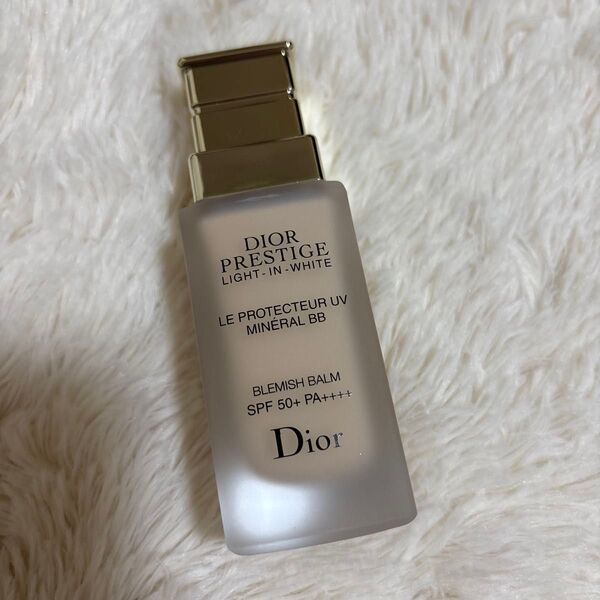 DIOR
PRESTIGE
LIGHT-IN-WHITE
LE PROTECTEUR UV
MINÉRAL BB
BLEMISH BALM
SPF 50+ PA++++
Dior